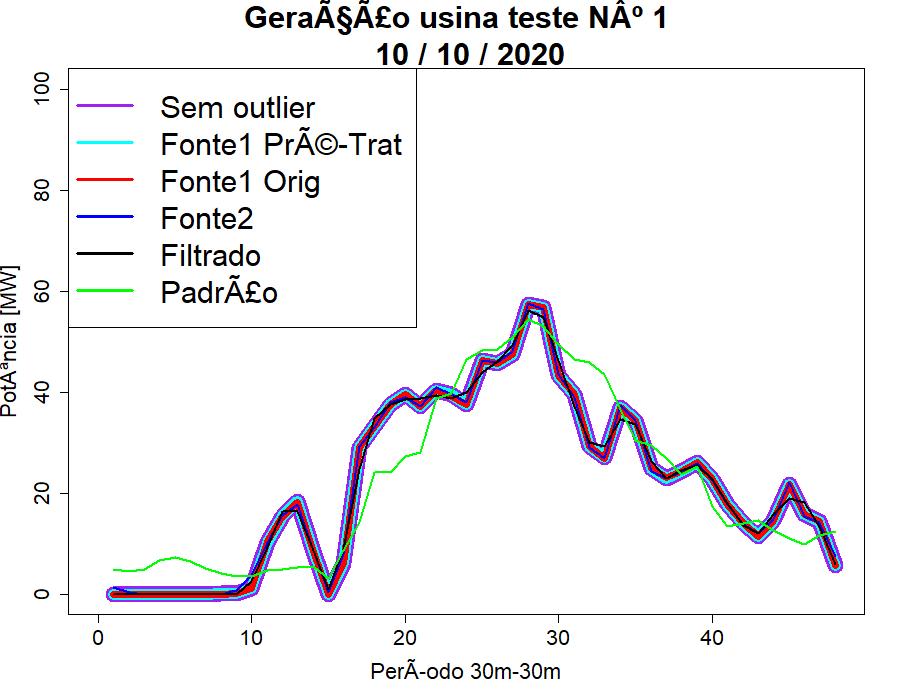 GeraÃ§Ã£o usina teste NÂº 1
10 / 10 / 2020
Sem outlier
Fonte1 PrÃ©-Trat
Fonte1 Orig
Fonte2
Filtrado
PadrÃ£o
PotÃªncia [MW]
100
80
60
40
20
0
0 10 20 30 40
PerÃ-odo 30m-30m